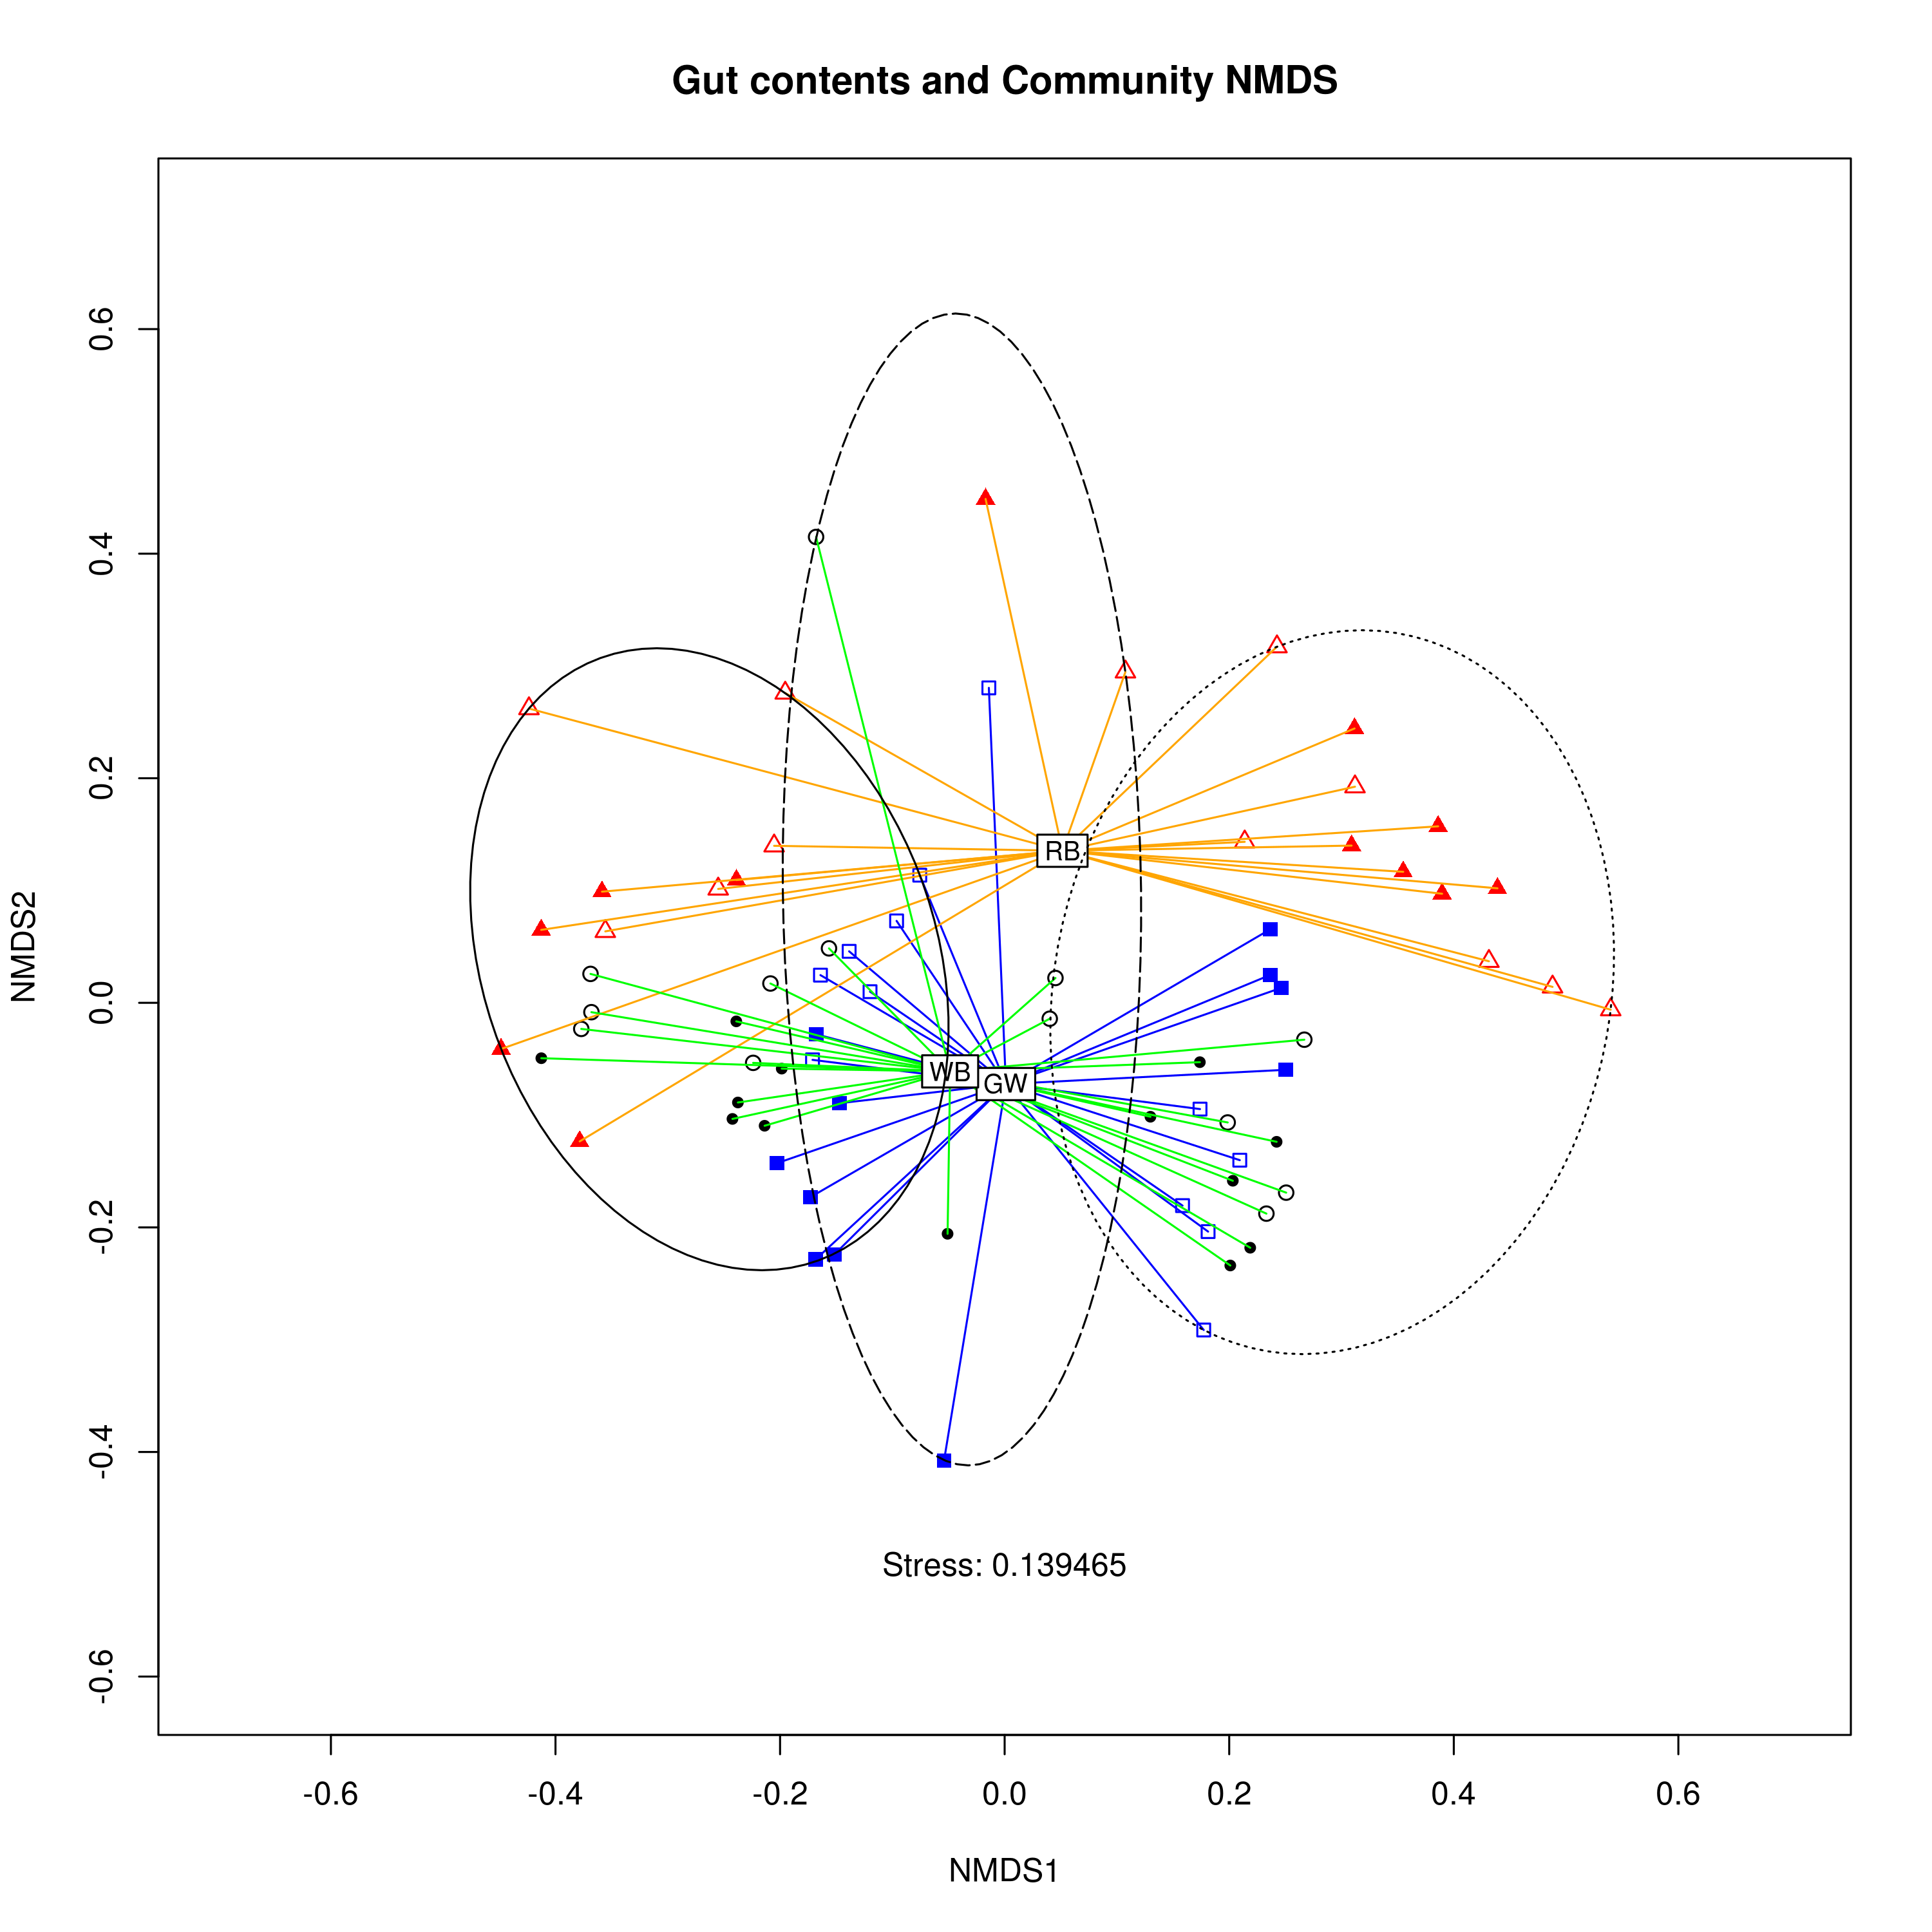 Gut contents and Community NMDS
NMDS2
0.6
0.4
0.2
0.0
-0.2
-0.4
-0.6
RB
WB
GW
Stress: 0.139465
-0.6 -0.4 -0.2 0.0 0.2 0.4 0.6
NMDS1